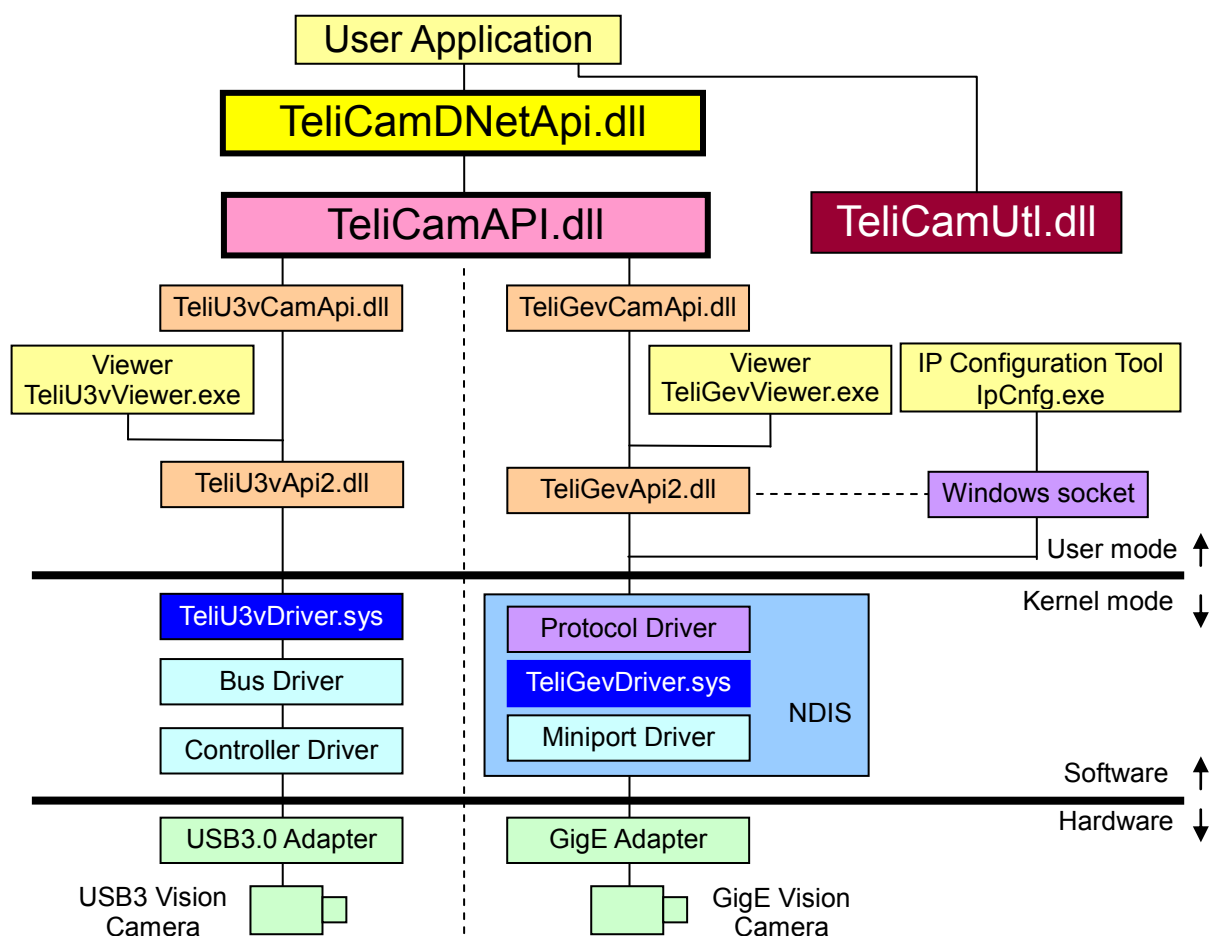 User Application
TeliCamDNetApi.dll
TeliCamAPI.dll
TeliCamUtl.dll
TeliU3vCamApi.dll
TeliGevCamApi.dll
Viewer
TeliU3vViewer.exe
Viewer
TeliGevViewer.exe
IP Configuration Tool
IpCnfg.exe
TeliU3vApi2.dll
TeliGevApi2.dll
Windows socket
User mode
Kernel mode
TeliU3vDriver.sys
Protocol Driver
Bus Driver
TeliGevDriver.sys
NDIS
Controller Driver
Miniport Driver
Software
Hardware
USB3.0 Adapter
GigE Adapter
USB3 Vision
Camera
GigE Vision
Camera